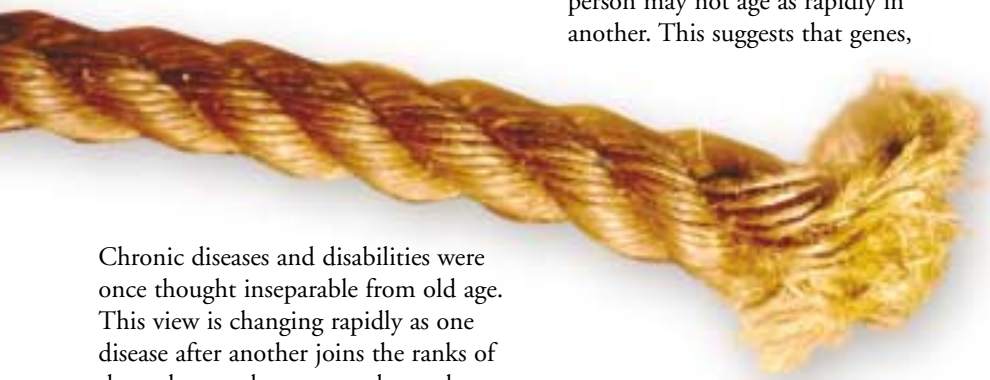 person may not age as rapidly in
another. This suggests that genes,
Chronic diseases and disabilities were
once thought inseparable from old age.
This view is changing rapidly as one
disease after another joins the ranks of